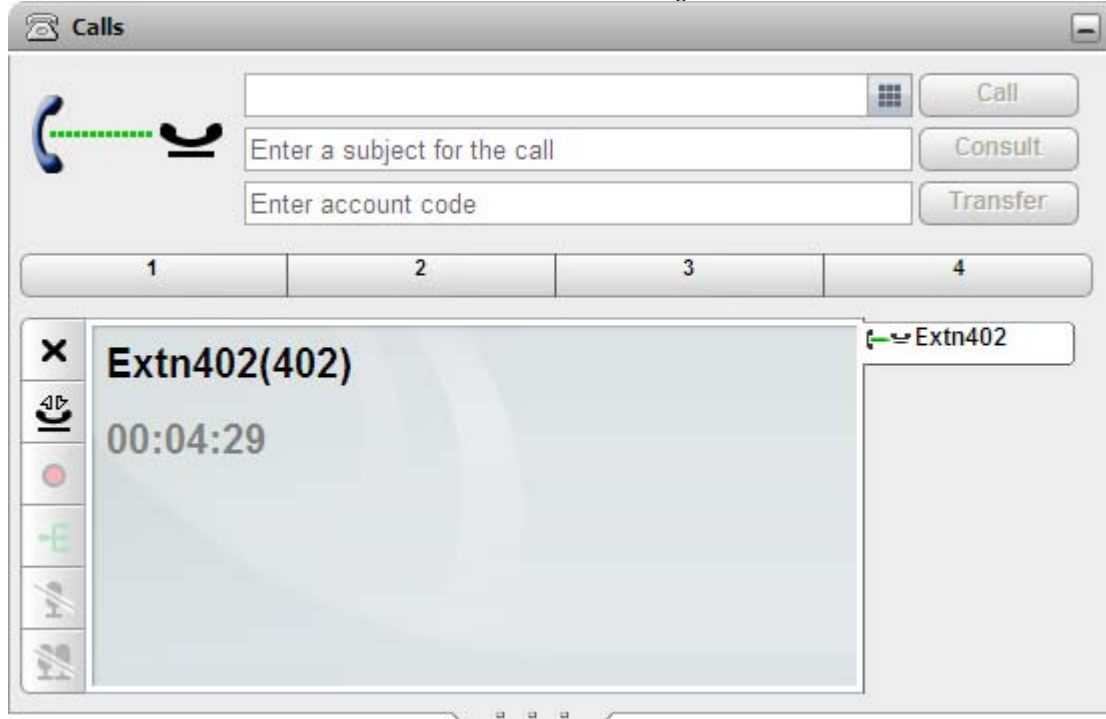 Calls
Call
Enter a subject for the call
Consult
Enter account code
Transfer
1 2 3 4
Extn402(402)
Extn402
00:04:29